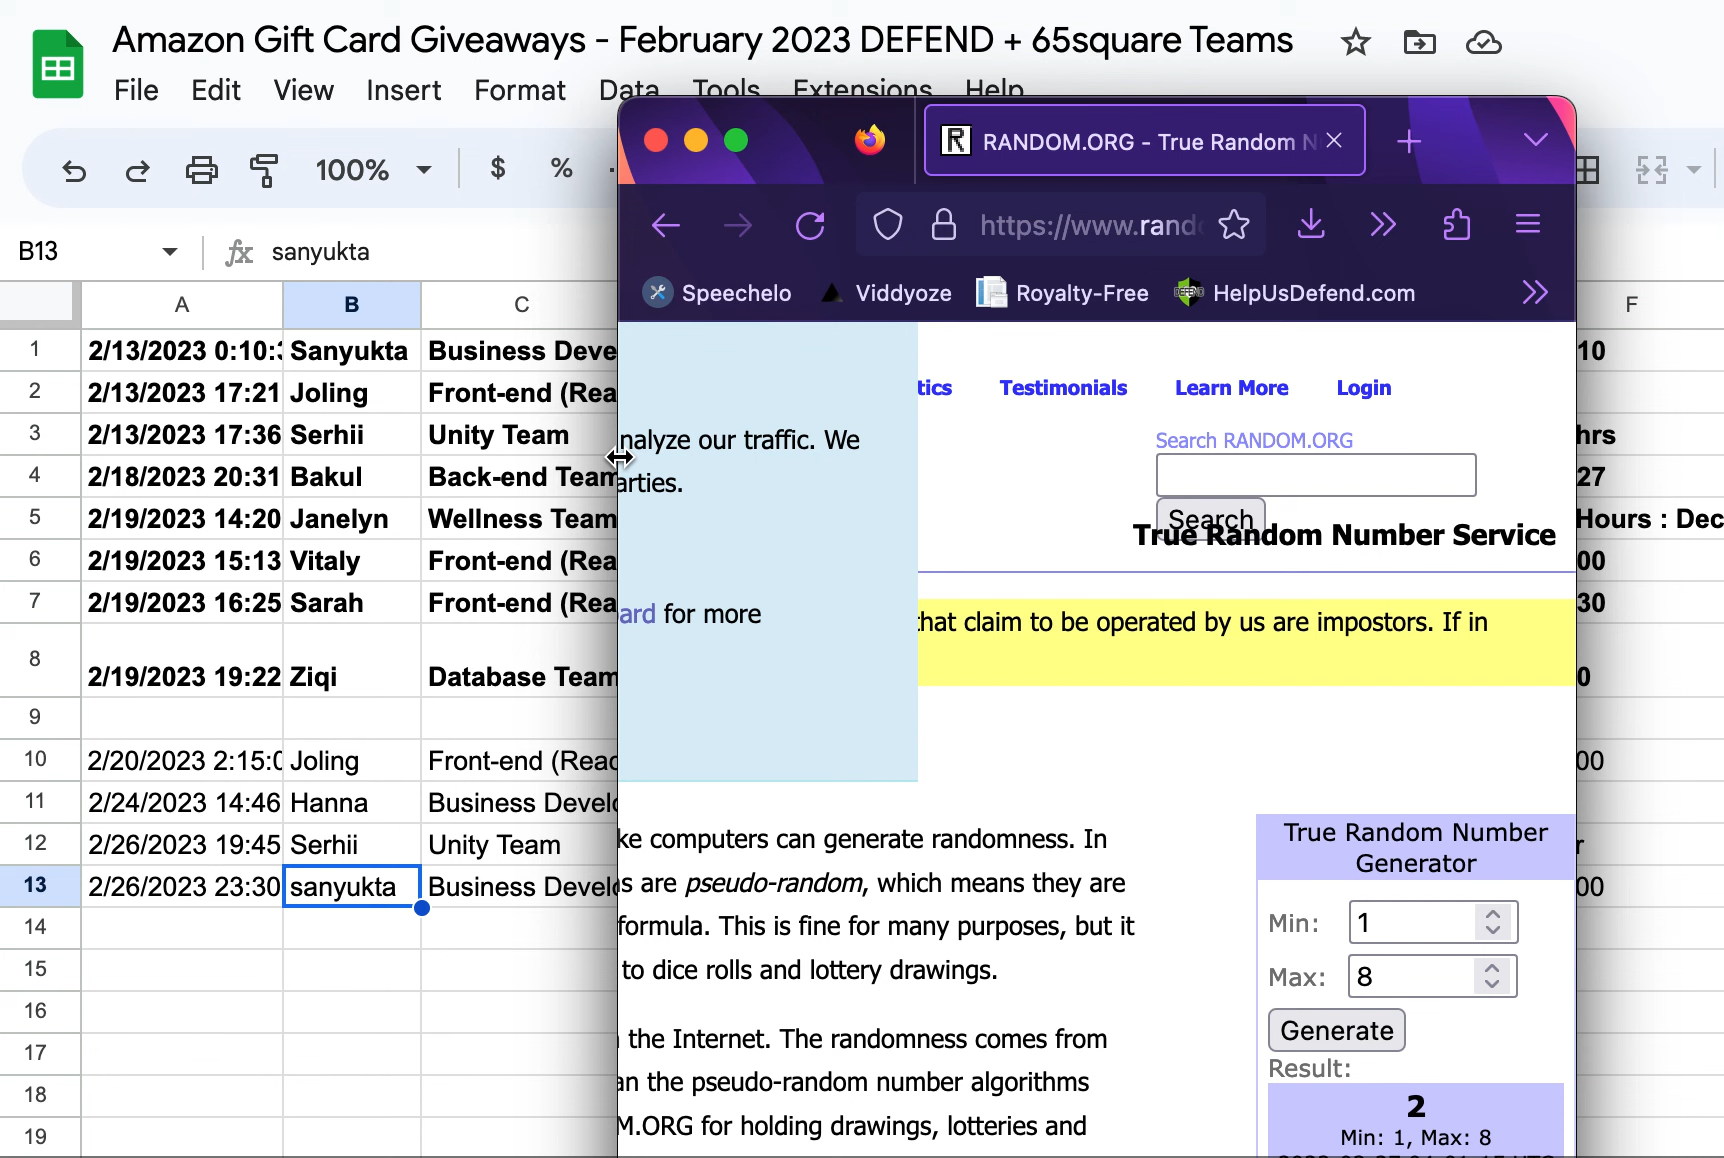 Amazon Gift Card Giveaways - February 2023 DEFEND + 65square Teams
File Edit View Insert Format Data Tools Extensions Help
100% $ %
RANDOM.ORG - True Random N
https://www.rand
B13 fx sanyukta
Speechelo Viddyoze Royalty-Free HelpUsDefend.com
A B C F
1 2/13/2023 0:10:3 Sanyukta Business Deve 10
2 2/13/2023 17:21 Joling Front-end (Rea
3 2/13/2023 17:36 Serhii Unity Team hrs
4 2/18/2023 20:31 Bakul Back-end Team 27
5 2/19/2023 14:20 Janelyn Wellness Team Hours : Dec
6 2/19/2023 15:13 Vitaly Front-end (Rea 00
7 2/19/2023 16:25 Sarah Front-end (Rea 30
8 2/19/2023 19:22 Ziqi Database Team 0
9
10 2/20/2023 2:15:0 Joling Front-end (Reac 00
11 2/24/2023 14:46 Hanna Business Develo
12 2/26/2023 19:45 Serhii Unity Team r
13 2/26/2023 23:30 sanyukta Business Develo 00
14
15
16
17
18
19
tics Testimonials Learn More Login
Search RANDOM.ORG
Search
True Random Number Service
nalyze our traffic. We
arties.
ard for more
that claim to be operated by us are impostors. If in
ke computers can generate randomness. In
s are pseudo-random, which means they are
formula. This is fine for many purposes, but it
to dice rolls and lottery drawings.
the Internet. The randomness comes from
an the pseudo-random number algorithms
M.ORG for holding drawings, lotteries and
True Random Number
Generator
Min: 1
Max: 8
Generate
Result:
2
Min: 1, Max: 8